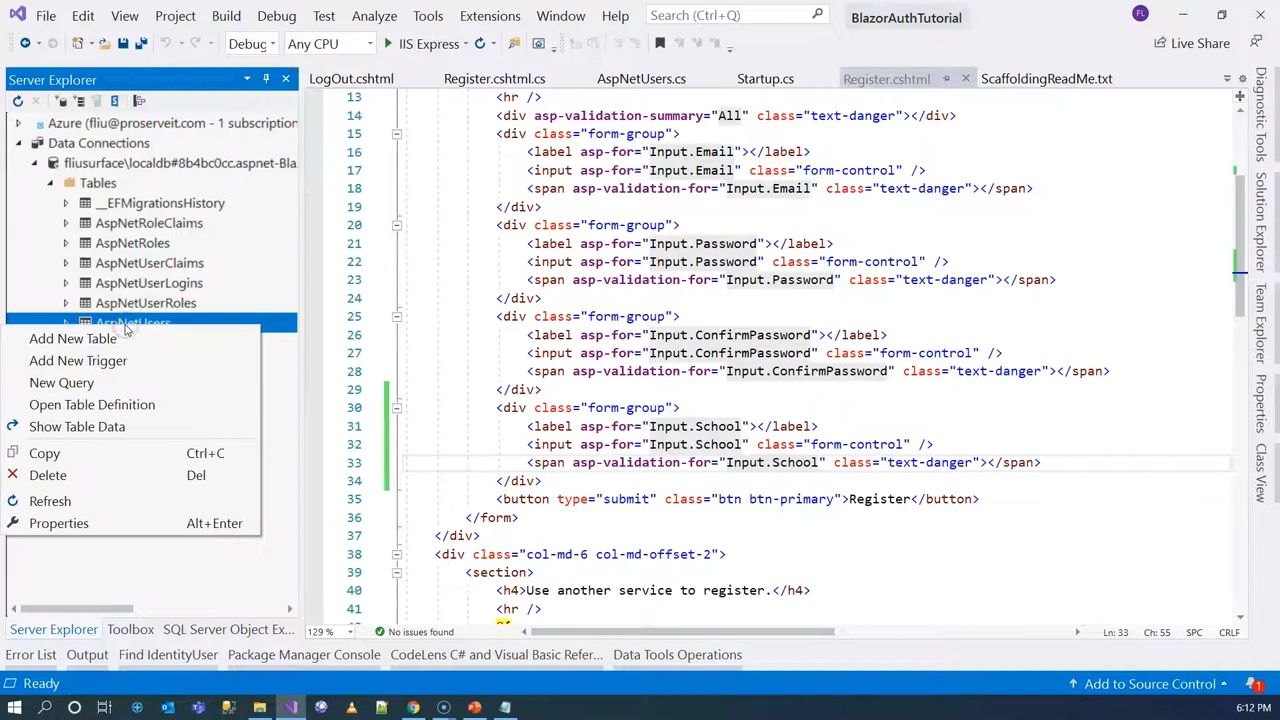 File Edit View Project Build Debug Test Analyze Tools Extensions Window Help Search (Ctrl+Q) BlazorAuthTutorial FL
Debug Any CPU IIS Express Live Share
Server Explorer
LogOut.cshtml Register.cshtml.cs AspNetUsers.cs Startup.cs Register.cshtml ScaffoldingReadMe.txt
Azure (fliu@proserveit.com - 1 subscription
Data Connections
fliusurface\localdb#8b4bc0cc.aspnet-Bla
Tables
__EFMigrationsHistory
AspNetRoleClaims
AspNetRoles
AspNetUserClaims
AspNetUserLogins
AspNetUserRoles
AspNetUsers
Add New Table
Add New Trigger
New Query
Open Table Definition
Show Table Data
Copy Ctrl+C
Delete Del
Refresh
Properties Alt+Enter
13 <hr />
14 <div asp-validation-summary="All" class="text-danger"></div>
15 <div class="form-group">
16 <label asp-for="Input.Email"></label>
17 <input asp-for="Input.Email" class="form-control" />
18 <span asp-validation-for="Input.Email" class="text-danger"></span>
19 </div>
20 <div class="form-group">
21 <label asp-for="Input.Password"></label>
22 <input asp-for="Input.Password" class="form-control" />
23 <span asp-validation-for="Input.Password" class="text-danger"></span>
24 </div>
25 <div class="form-group">
26 <label asp-for="Input.ConfirmPassword"></label>
27 <input asp-for="Input.ConfirmPassword" class="form-control" />
28 <span asp-validation-for="Input.ConfirmPassword" class="text-danger"></span>
29 </div>
30 <div class="form-group">
31 <label asp-for="Input.School"></label>
32 <input asp-for="Input.School" class="form-control" />
33 <span asp-validation-for="Input.School" class="text-danger"></span>
34 </div>
35 <button type="submit" class="btn btn-primary">Register</button>
36 </form>
37 </div>
38 <div class="col-md-6 col-md-offset-2">
39 <section>
40 <h4>Use another service to register.</h4>
41 <hr />
Diagnostic Tools
Solution Explorer
Team Explorer
Properties
Class View
Server Explorer Toolbox SQL Server Object Ex...
129 % No issues found Ln: 33 Ch: 55 SPC CRLF
Error List Output Find IdentityUser Package Manager Console CodeLens C# and Visual Basic Refer... Data Tools Operations
Ready Add to Source Control 1
6:12 PM